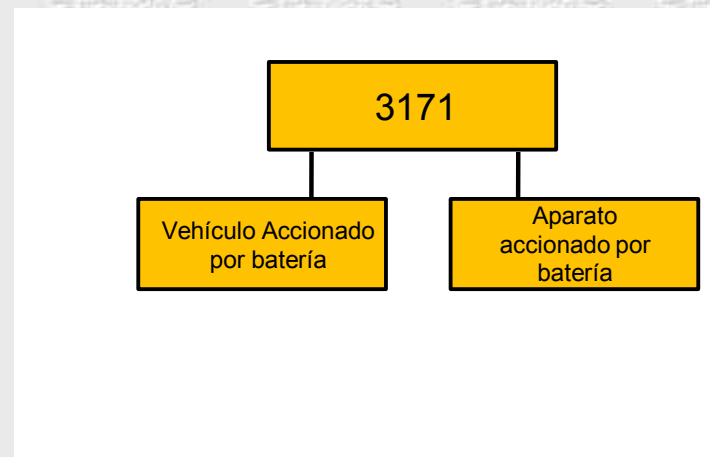 3171
Vehículo Accionado
por batería
Aparato
accionado por
batería